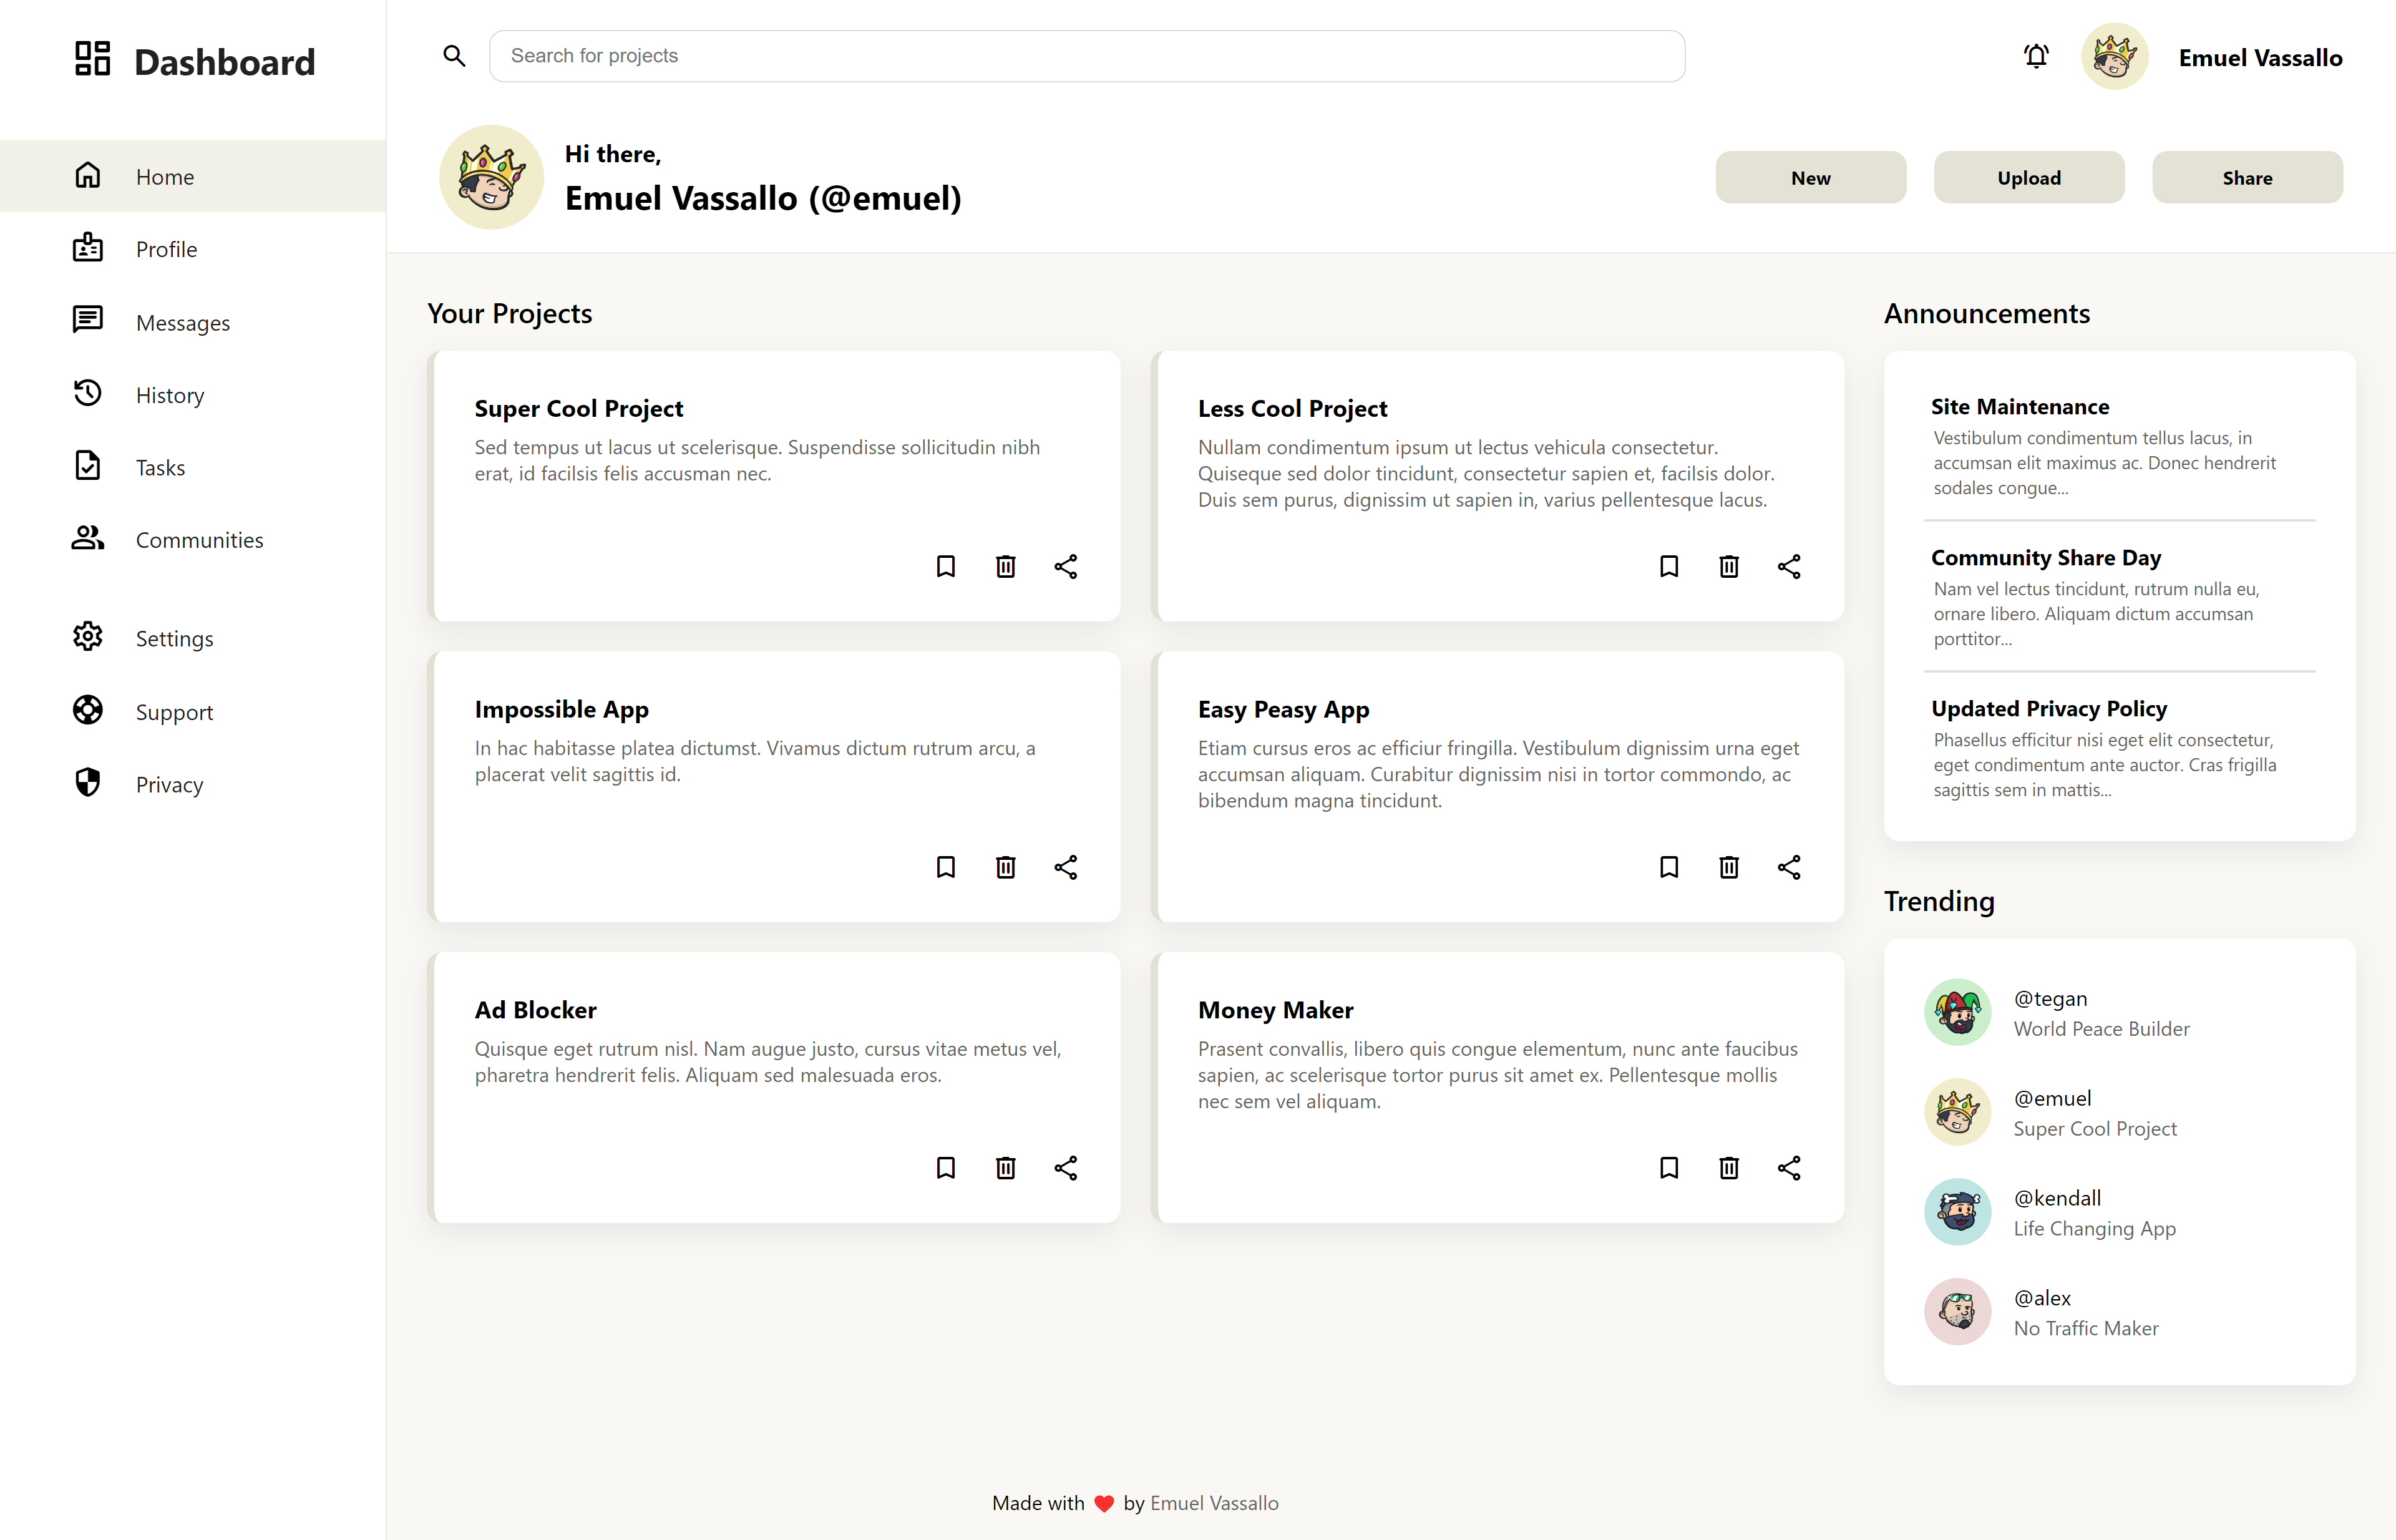 Dashboard
Home
Profile
Messages
History
Tasks
Communities
Settings
Support
Privacy
Search for projects
Emuel Vassallo
Hi there,
Emuel Vassallo (@emuel)
New
Upload
Share
Your Projects
Super Cool Project
Sed tempus ut lacus ut scelerisque. Suspendisse sollicitudin nibh
erat, id facilsis felis accusman nec.
Less Cool Project
Nullam condimentum ipsum ut lectus vehicula consectetur.
Quiseque sed dolor tincidunt, consectetur sapien et, facilsis dolor.
Duis sem purus, dignissim ut sapien in, varius pellentesque lacus.
Impossible App
In hac habitasse platea dictumst. Vivamus dictum rutrum arcu, a
placerat velit sagittis id.
Easy Peasy App
Etiam cursus eros ac efficiur fringilla. Vestibulum dignissim urna eget
accumsan aliquam. Curabitur dignissim nisi in tortor commondo, ac
bibendum magna tincidunt.
Ad Blocker
Quisque eget rutrum nisl. Nam augue justo, cursus vitae metus vel,
pharetra hendrerit felis. Aliquam sed malesuada eros.
Money Maker
Prasent convallis, libero quis congue elementum, nunc ante faucibus
sapien, ac scelerisque tortor purus sit amet ex. Pellentesque mollis
nec sem vel aliquam.
Announcements
Site Maintenance
Vestibulum condimentum tellus lacus, in
accumsan elit maximus ac. Donec hendrerit
sodales congue...
Community Share Day
Nam vel lectus tincidunt, rutrum nulla eu,
ornare libero. Aliquam dictum accumsan
porttitor...
Updated Privacy Policy
Phasellus efficitur nisi eget elit consectetur,
eget condimentum ante auctor. Cras frigilla
sagittis sem in mattis...
Trending
@tegan
World Peace Builder
@emuel
Super Cool Project
@kendall
Life Changing App
@alex
No Traffic Maker
Made with ❤ by Emuel Vassallo